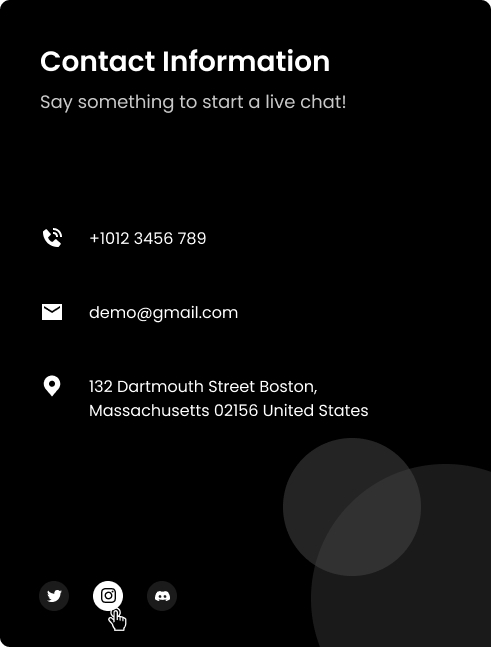 Contact Information
Say something to start a live chat!
+1012 3456 789
demo@gmail.com
132 Dartmouth Street Boston,
Massachusetts 02156 United States